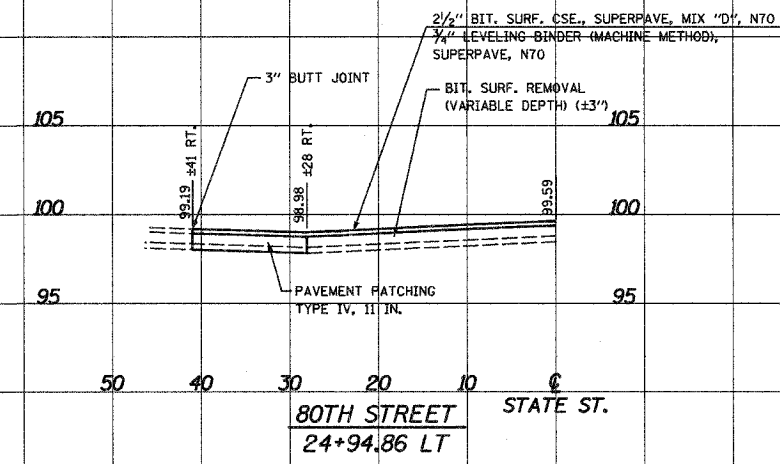 2½" BIT. SURF. CSE., SUPERPAVE, MIX "D", N70
¾" LEVELING BINDER (MACHINE METHOD),
SUPERPAVE, N70
3" BUTT JOINT
BIT. SURF. REMOVAL
(VARIABLE DEPTH) (±3")
105
105
99.19 ±41 RT.
98.98 ±28 RT.
99.59
100
100
95
95
PAVEMENT PATCHING
TYPE IV, 11 IN.
50 40 30 20 10 ℄
STATE ST.
80TH STREET
24+94.86 LT